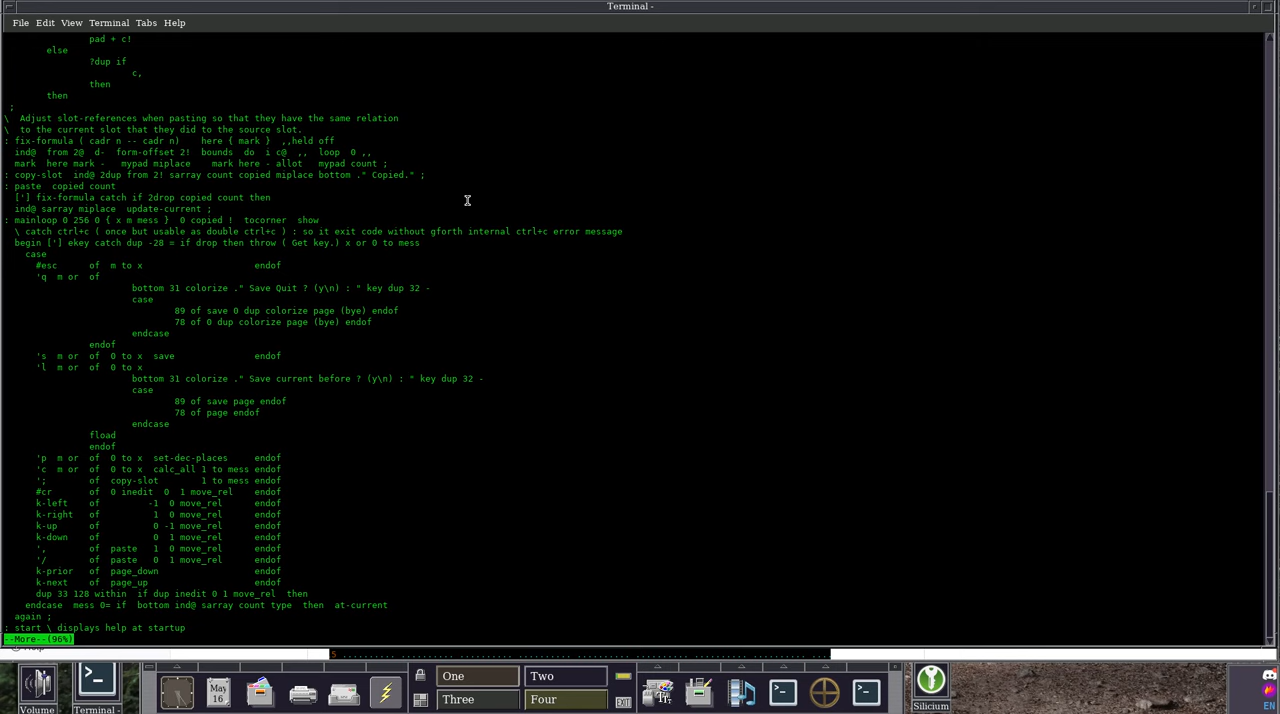 Terminal -
File Edit View Terminal Tabs Help
pad + c!
else
?dup if
c,
then
then
;
\  Adjust slot-references when pasting so that they have the same relation
\  to the current slot that they did to the source slot.
: fix-formula ( cadr n -- cadr n)    here { mark }  ,,held off
ind@  from 2@  d-  form-offset 2!  bounds  do  i c@  ,,  loop  0 ,,
mark  here mark -   mypad miplace    mark here - allot   mypad count ;
: copy-slot  ind@ 2dup from 2! sarray count copied miplace bottom ." Copied." ;
: paste  copied count
['] fix-formula catch if 2drop copied count then
ind@ sarray miplace  update-current ;
: mainloop 0 256 0 { x m mess }  0 copied !  tocorner  show
\ catch ctrl+c ( once but usable as double ctrl+c ) : so it exit code without gforth internal ctrl+c error message
begin ['] ekey catch dup -28 = if drop then throw ( Get key.) x or 0 to mess
case
#esc      of  m to x                     endof
'q  m or  of
bottom 31 colorize ." Save Quit ? (y\n) : " key dup 32 -
case
89 of save 0 dup colorize page (bye) endof
78 of 0 dup colorize page (bye) endof
endcase
endof
's  m or  of  0 to x  save               endof
'l  m or  of  0 to x
bottom 31 colorize ." Save current before ? (y\n) : " key dup 32 -
case
89 of save page endof
78 of page endof
endcase
fload
endof
'p  m or  of  0 to x  set-dec-places     endof
'c  m or  of  0 to x  calc_all 1 to mess endof
';        of  copy-slot        1 to mess endof
#cr       of  0 inedit  0  1 move_rel    endof
k-left    of         -1  0 move_rel      endof
k-right   of          1  0 move_rel      endof
k-up      of          0 -1 move_rel      endof
k-down    of          0  1 move_rel      endof
',        of  paste   1  0 move_rel      endof
'/        of  paste   0  1 move_rel      endof
k-prior   of  page_down                  endof
k-next    of  page_up                    endof
dup 33 128 within  if dup inedit 0 1 move_rel  then
endcase  mess 0= if  bottom ind@ sarray count type  then  at-current
again ;
: start \ displays help at startup
--More--(96%)
Volume
Terminal -
May
16
One
Two
Three
Four
EXIT
Silicium
EN